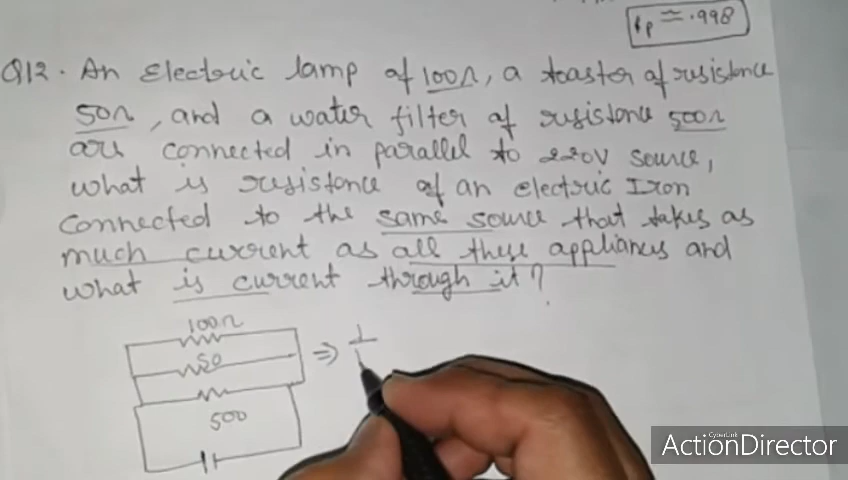 tp ≈ .998
Q12. An Electric lamp of 100Ω, a toaster of resistance
50Ω, and a water filter of resistance 500Ω
are connected in parallel to 220V source,
what is resistance of an electric Iron
connected to the same source that takes as
much current as all these appliances and
what is current through it?
100Ω
50
500
⇒ 1
CyberLink
ActionDirector